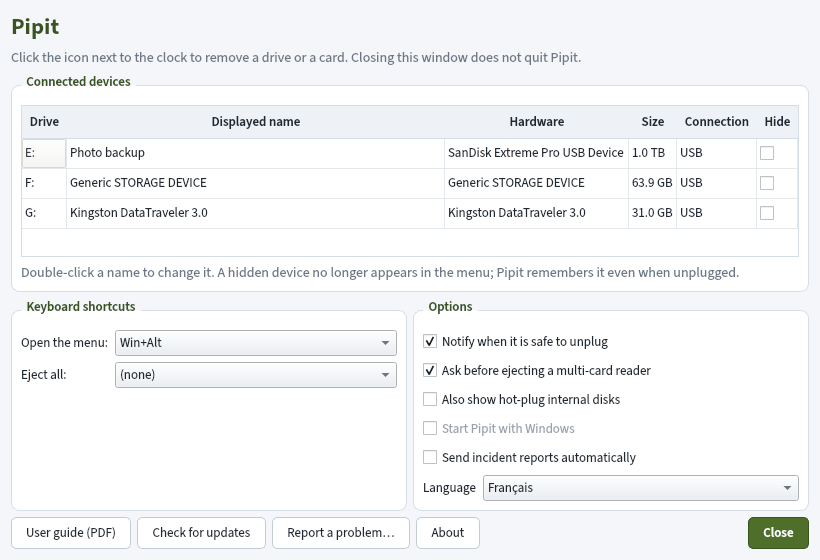 Pipit
Click the icon next to the clock to remove a drive or a card. Closing this window does not quit Pipit.
Connected devices
Drive Displayed name Hardware Size Connection Hide
E: Photo backup SanDisk Extreme Pro USB Device 1.0 TB USB
F: Generic STORAGE DEVICE Generic STORAGE DEVICE 63.9 GB USB
G: Kingston DataTraveler 3.0 Kingston DataTraveler 3.0 31.0 GB USB
Double-click a name to change it. A hidden device no longer appears in the menu; Pipit remembers it even when unplugged.
Keyboard shortcuts
Open the menu: Win+Alt
Eject all: (none)
Options
Notify when it is safe to unplug
Ask before ejecting a multi-card reader
Also show hot-plug internal disks
Start Pipit with Windows
Send incident reports automatically
Language Français
User guide (PDF) Check for updates Report a problem… About Close